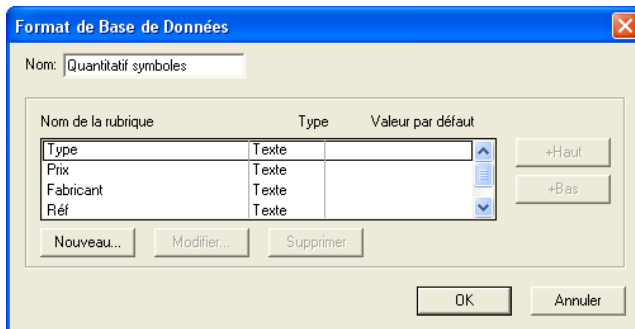 Format de Base de Données
Nom: Quantitatif symboles
Nom de la rubrique Type Valeur par défaut
Type Texte
+Haut
Prix Texte
Fabricant Texte
+Bas
Réf Texte
Nouveau... Modifier... Supprimer
OK Annuler